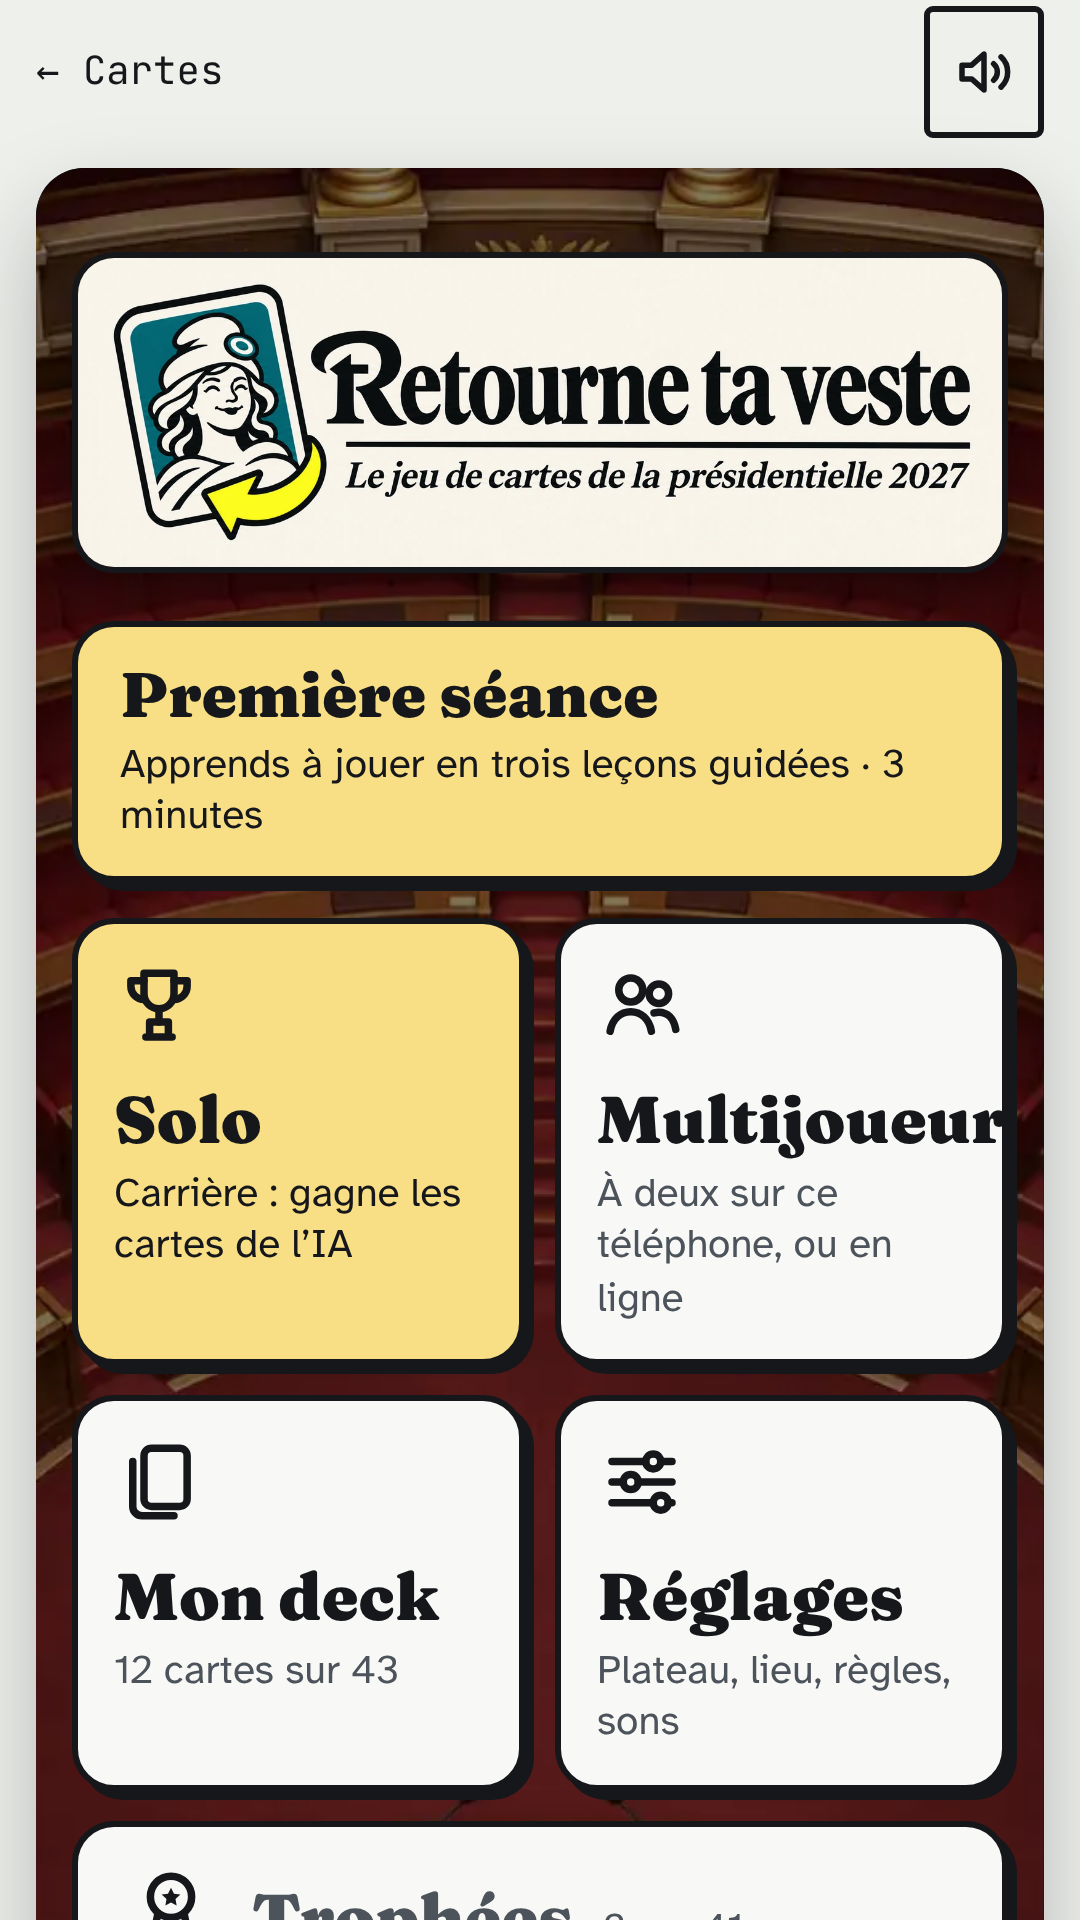 ← Cartes
Retourne ta veste
Le jeu de cartes de la présidentielle 2027
Première séance
Apprends à jouer en trois leçons guidées · 3
minutes
Solo
Carrière : gagne les
cartes de l’IA
Multijoueur
À deux sur ce
téléphone, ou en
ligne
Mon deck
12 cartes sur 43
Réglages
Plateau, lieu, règles,
sons
Trophées